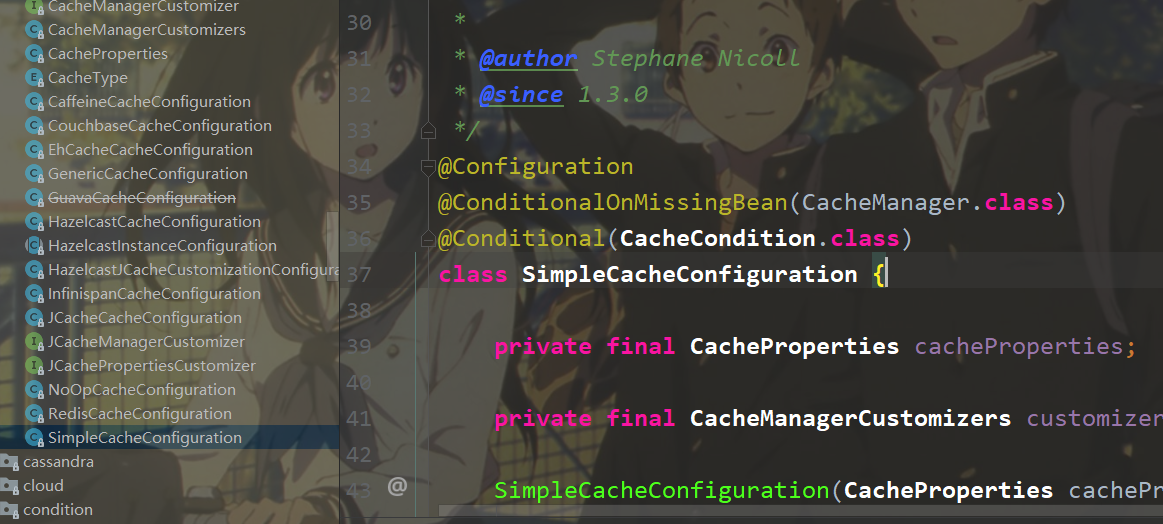 CacheManagerCustomizer
CacheManagerCustomizers
CacheProperties
CacheType
CaffeineCacheConfiguration
CouchbaseCacheConfiguration
EhCacheCacheConfiguration
GenericCacheConfiguration
GuavaCacheConfiguration
HazelcastCacheConfiguration
HazelcastInstanceConfiguration
HazelcastJCacheCustomizationConfigura
InfinispanCacheConfiguration
JCacheCacheConfiguration
JCacheManagerCustomizer
JCachePropertiesCustomizer
NoOpCacheConfiguration
RedisCacheConfiguration
SimpleCacheConfiguration
cassandra
cloud
condition
30 *
31 * @author Stephane Nicoll
32 * @since 1.3.0
33 */
34 @Configuration
35 @ConditionalOnMissingBean(CacheManager.class)
36 @Conditional(CacheCondition.class)
37 class SimpleCacheConfiguration {
38
39 private final CacheProperties cacheProperties;
40
41 private final CacheManagerCustomizers customizer
42
43 @ SimpleCacheConfiguration(CacheProperties cachePr